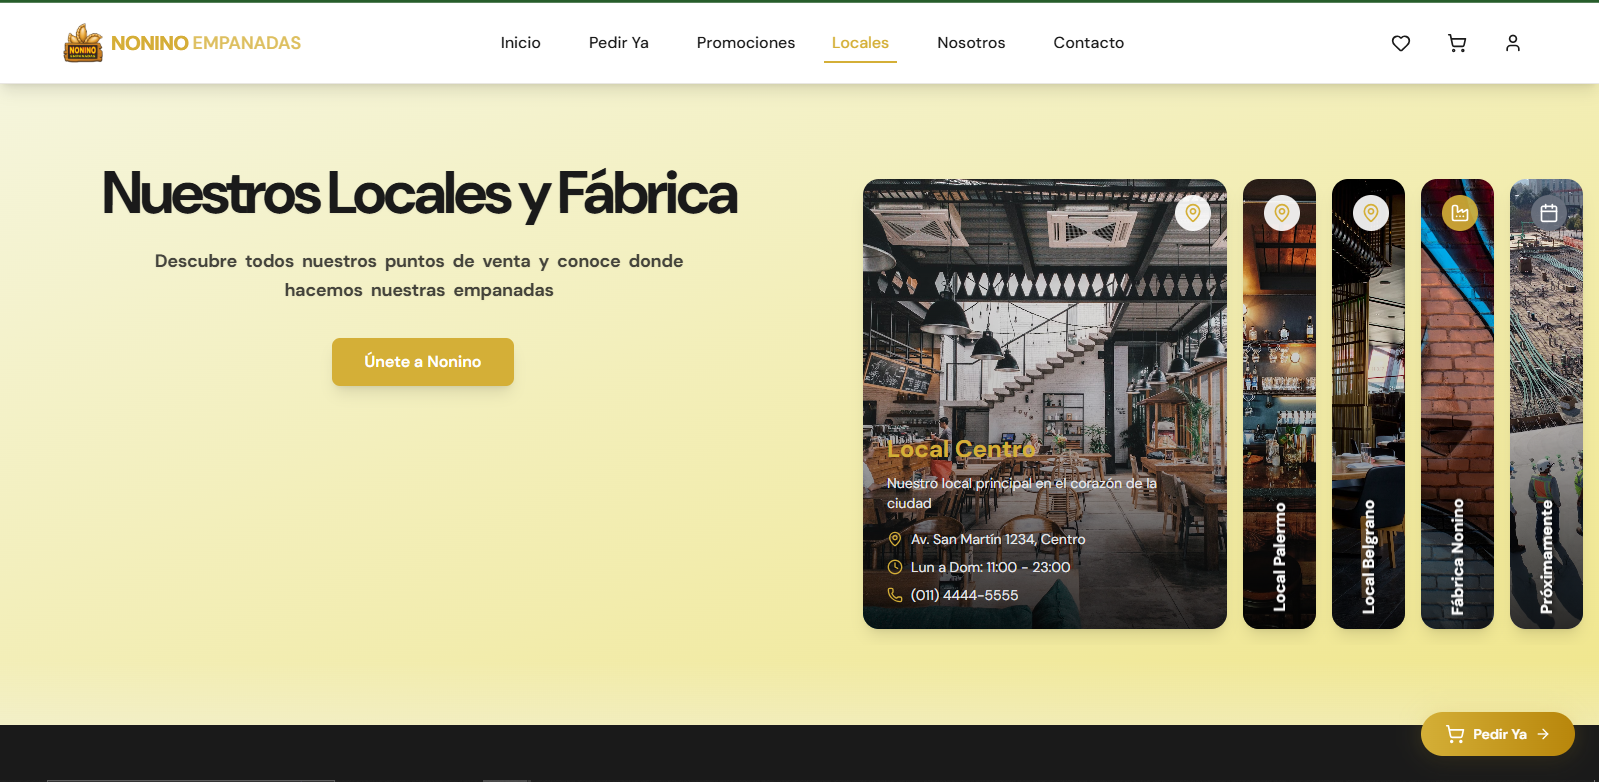 NONINO
EMPANADAS
NONINO EMPANADAS
Inicio
Pedir Ya
Promociones
Locales
Nosotros
Contacto
Nuestros Locales y Fábrica
Descubre todos nuestros puntos de venta y conoce donde
hacemos nuestras empanadas
Únete a Nonino
Local Centro
Nuestro local principal en el corazón de la
ciudad
Av. San Martín 1234, Centro
Lun a Dom: 11:00 - 23:00
(011) 4444-5555
Local Palermo
Local Belgrano
Fábrica Nonino
Próximamente
Pedir Ya